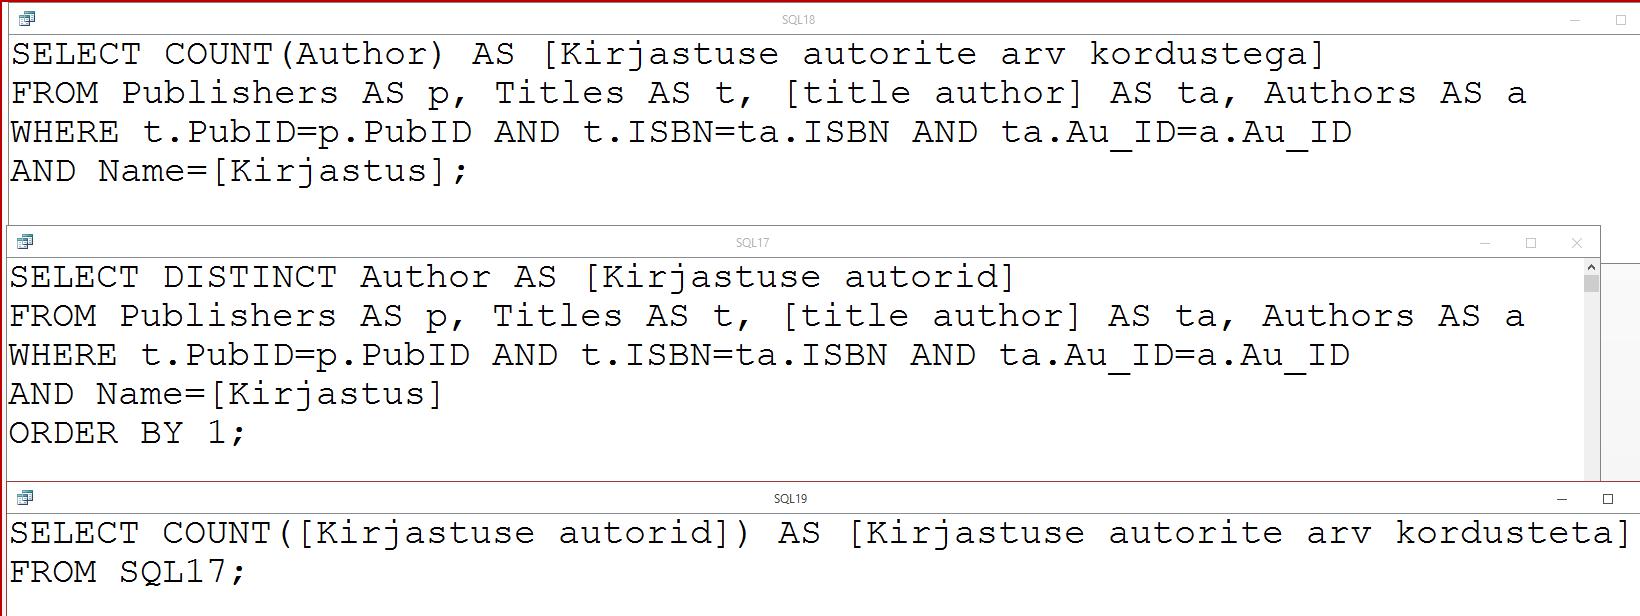 SQL18
SELECT COUNT(Author) AS [Kirjastuse autorite arv kordustega]
FROM Publishers AS p, Titles AS t, [title author] AS ta, Authors AS a
WHERE t.PubID=p.PubID AND t.ISBN=ta.ISBN AND ta.Au_ID=a.Au_ID
AND Name=[Kirjastus];
SQL17
SELECT DISTINCT Author AS [Kirjastuse autorid]
FROM Publishers AS p, Titles AS t, [title author] AS ta, Authors AS a
WHERE t.PubID=p.PubID AND t.ISBN=ta.ISBN AND ta.Au_ID=a.Au_ID
AND Name=[Kirjastus]
ORDER BY 1;
SQL19
SELECT COUNT([Kirjastuse autorid]) AS [Kirjastuse autorite arv kordusteta]
FROM SQL17;